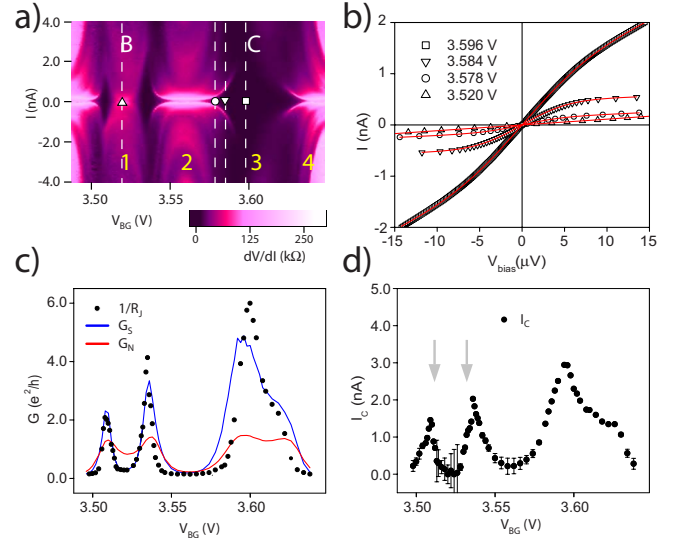 a)
4.0
2.0
0.0
-2.0
-4.0
I (nA)
B
C
1
2
3
4
3.50
3.55
3.60
V_BG (V)
0
100
200
dV/dI (kΩ)
b)
2
1
0
-1
-2
I (nA)
3.596 V
3.584 V
3.578 V
3.520 V
-15
-10
-5
0
5
10
15
V_bias(μV)
c)
8.0
6.0
4.0
2.0
0.0
G (e²/h)
1/R_J
G_S
G_N
3.50
3.55
3.60
V_BG (V)
d)
5.0
4.0
3.0
2.0
1.0
0.0
I_C (nA)
I_C
3.50
3.55
3.60
V_BG (V)